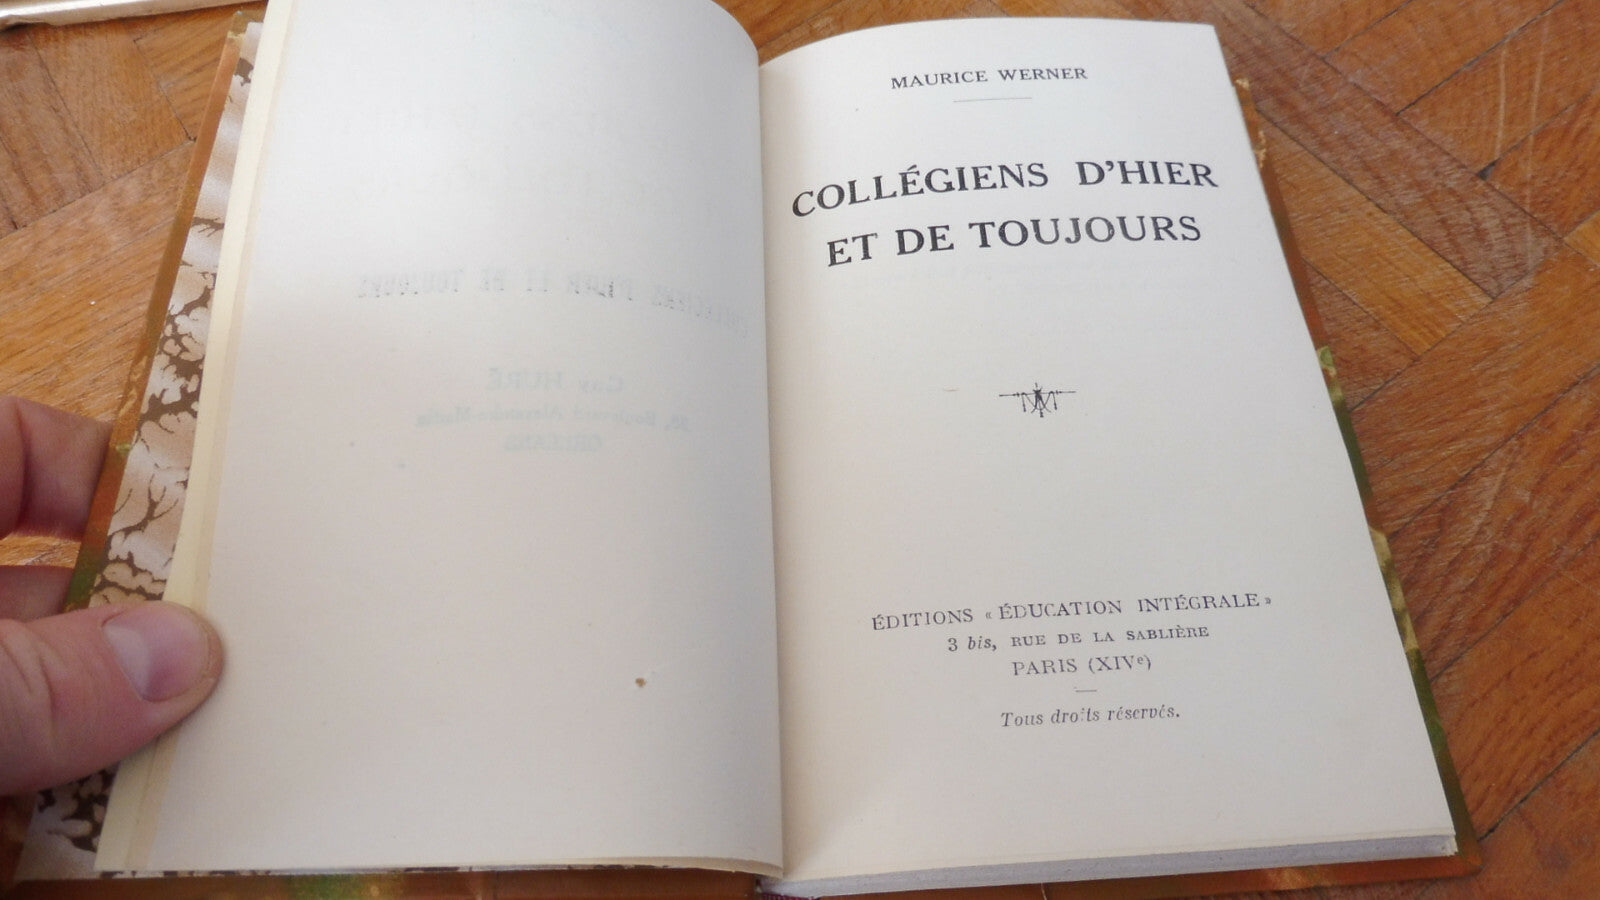 MAURICE WERNER
COLLÉGIENS D'HIER
ET DE TOUJOURS
ÉDITIONS « ÉDUCATION INTÉGRALE »
3 bis, RUE DE LA SABLIÈRE
PARIS (XIVe)
Tous droits réservés.